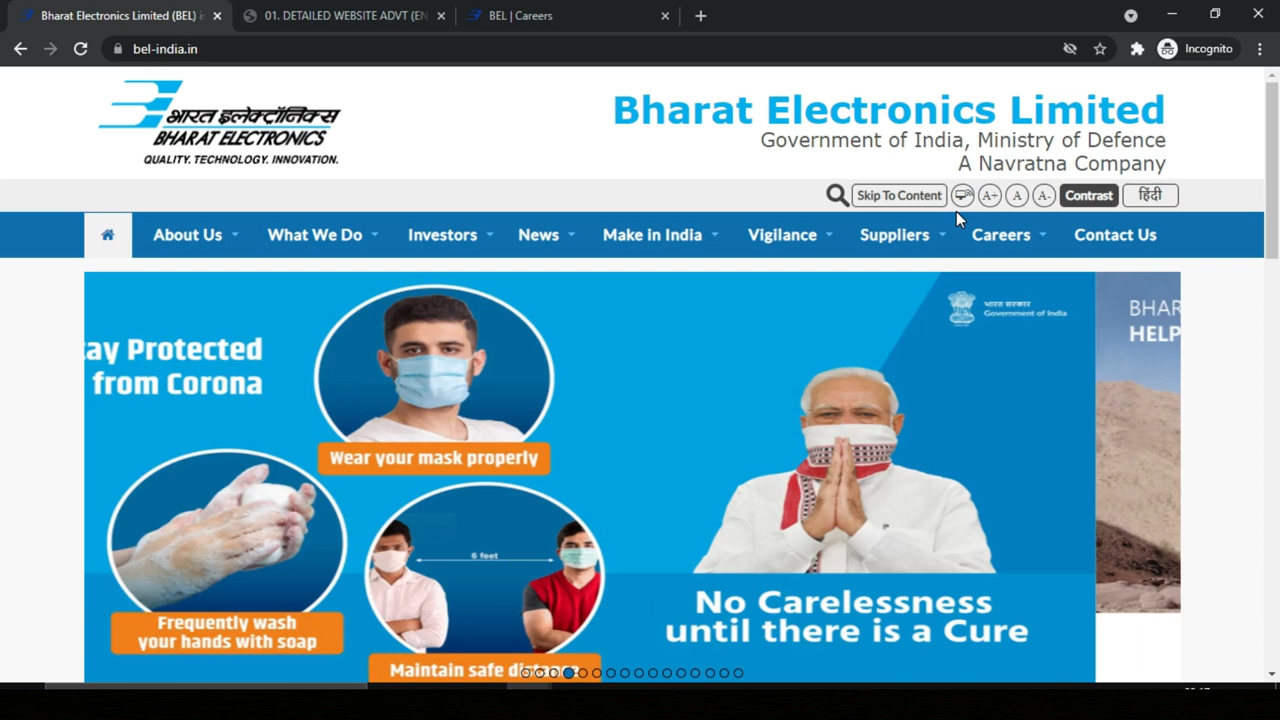 Bharat Electronics Limited (BEL) i
01. DETAILED WEBSITE ADVT (EN
BEL | Careers
bel-india.in
Incognito
भारत इलेक्ट्रॉनिक्स
BHARAT ELECTRONICS
QUALITY. TECHNOLOGY. INNOVATION.
Bharat Electronics Limited
Government of India, Ministry of Defence
A Navratna Company
Skip To Content
A+
A
A-
Contrast
हिंदी
About Us
What We Do
Investors
News
Make in India
Vigilance
Suppliers
Careers
Contact Us
भारत सरकार
Government of India
BHAR
HELP
tay Protected
from Corona
Wear your mask properly
6 feet
Frequently wash
your hands with soap
Maintain safe distance
No Carelessness
until there is a Cure